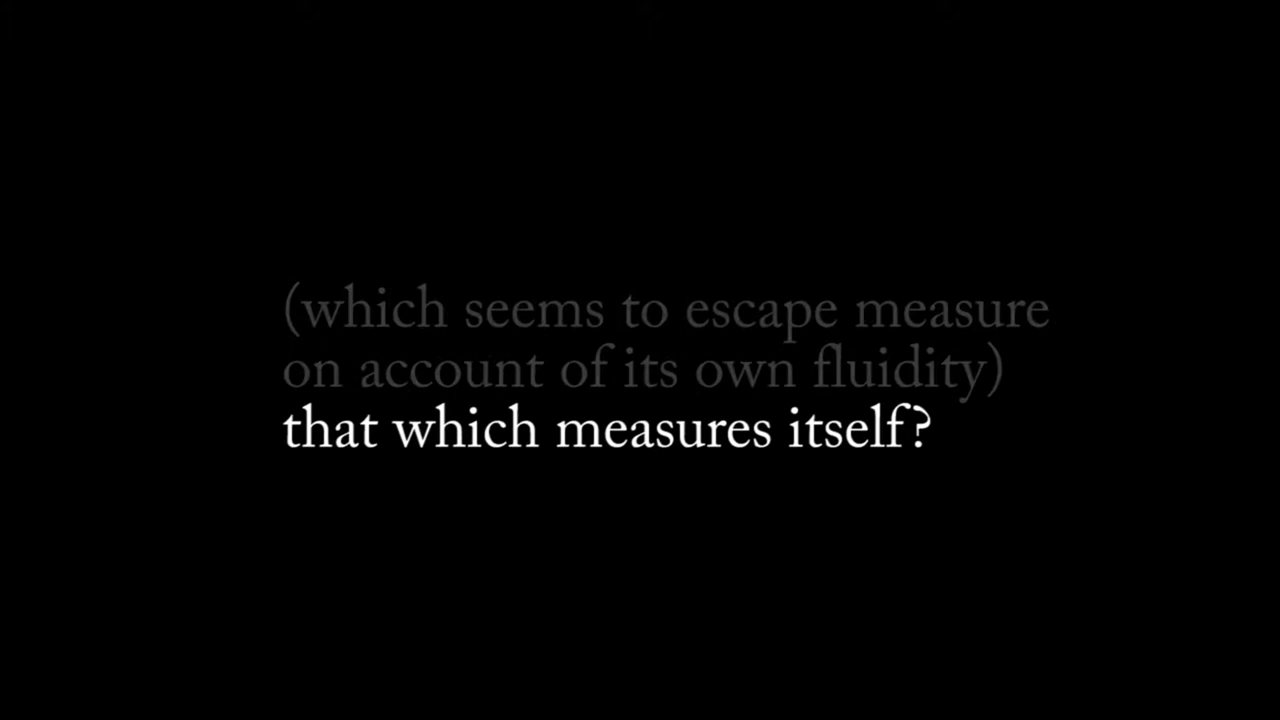 (which seems to escape measure
on account of its own fluidity)
that which measures itself?